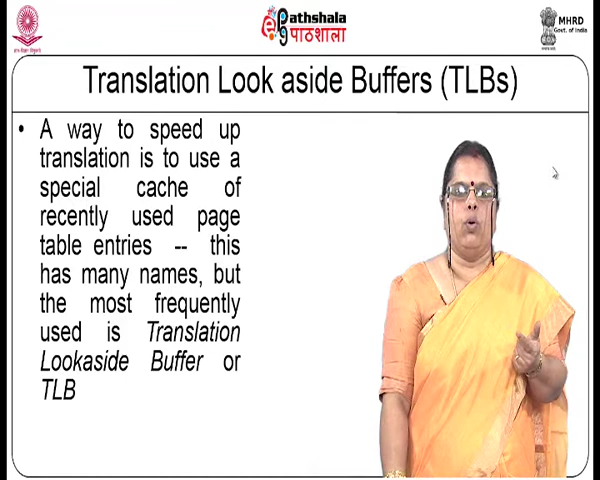 ePathshala
पाठशाला
MHRD
Govt. of India
Translation Look aside Buffers (TLBs)
• A way to speed up
translation is to use a
special cache of
recently used page
table entries -- this
has many names, but
the most frequently
used is Translation
Lookaside Buffer or
TLB